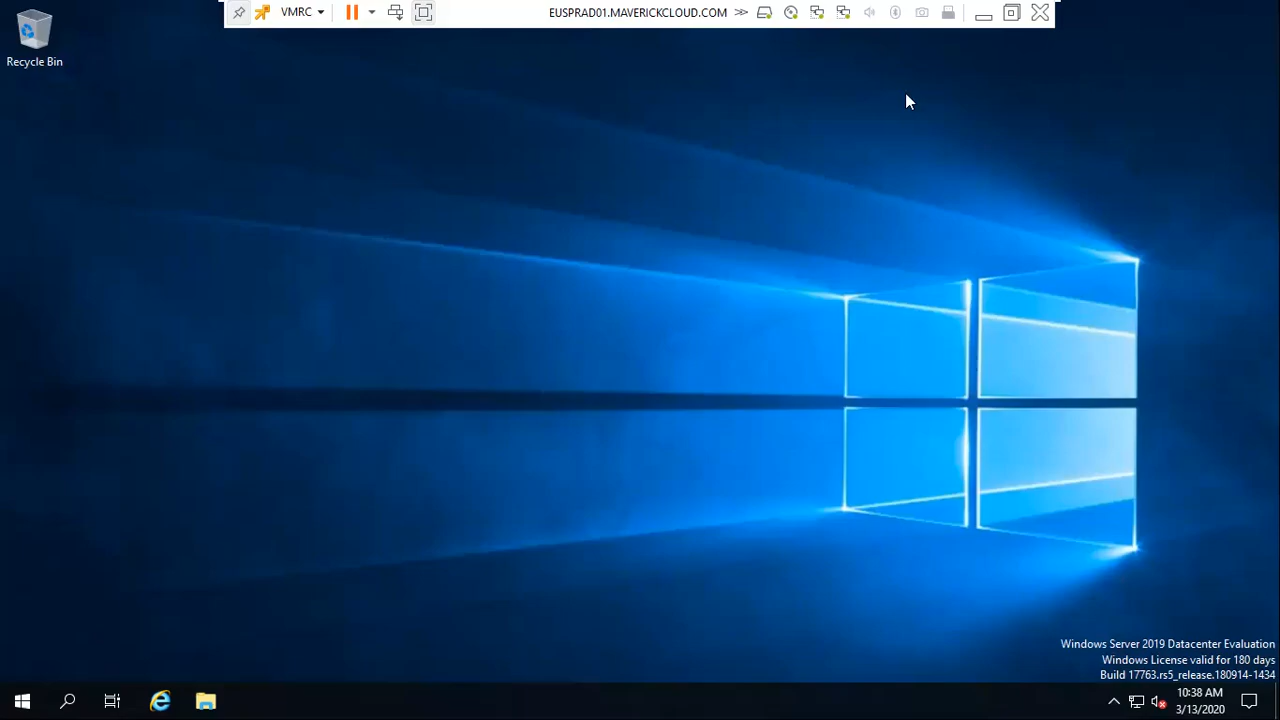 VMRC
EUSPRAD01.MAVERICKCLOUD.COM
Recycle Bin
Windows Server 2019 Datacenter Evaluation
Windows License valid for 180 days
Build 17763.rs5_release.180914-1434
10:38 AM
3/13/2020